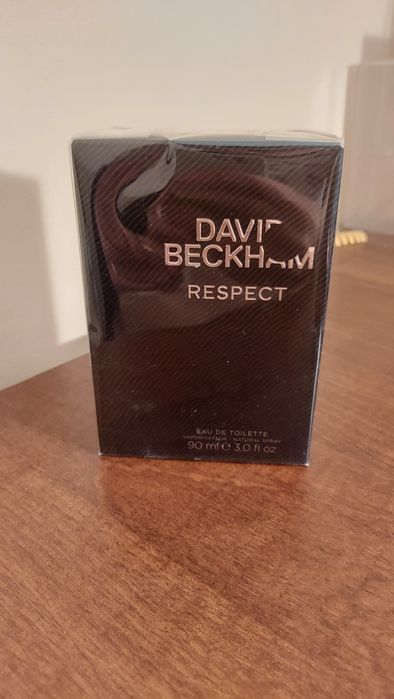 DAVID
BECKHAM
RESPECT
EAU DE TOILETTE
VAPORISATEUR - NATURAL SPRAY
90 ml e 3.0 fl oz